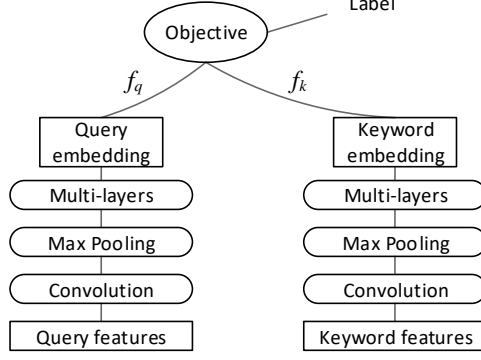 Label
Objective
f_q
f_k
Query
embedding
Keyword
embedding
Multi-layers
Multi-layers
Max Pooling
Max Pooling
Convolution
Convolution
Query features
Keyword features